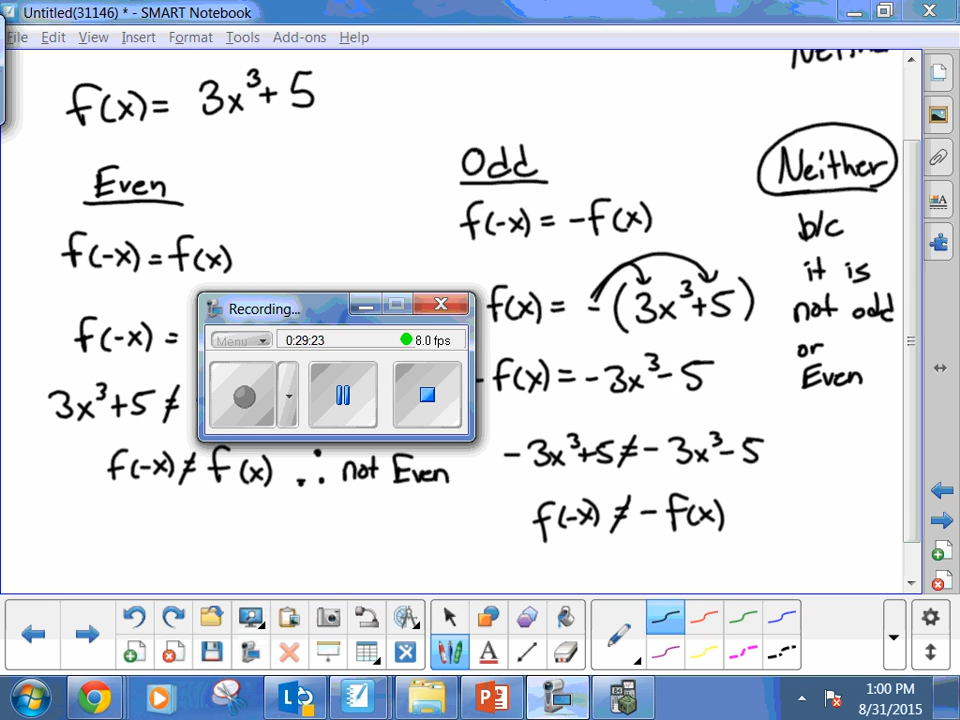 Untitled(31146) * - SMART Notebook
File Edit View Insert Format Tools Add-ons Help
f(x) = 3x³ + 5
Even
f(-x) = f(x)
f(-x) =
3x³ + 5 ≠
f(-x) ≠ f(x) ∴ not Even
Odd
f(-x) = -f(x)
f(x) = -(3x³+5)
- f(x) = -3x³ - 5
-3x³+5 ≠ -3x³ - 5
f(-x) ≠ -f(x)
Neither
b/c
it is
not odd
or
Even
Recording...
Menu
0:29:23
8.0 fps
A
1:00 PM
8/31/2015